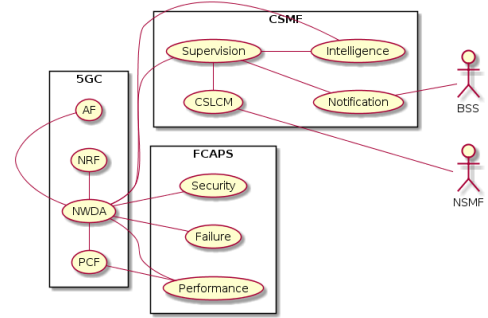 CSMF
Supervision
Intelligence
CSLCM
Notification
BSS
NSMF
5GC
AF
NRF
NWDA
PCF
FCAPS
Security
Failure
Performance